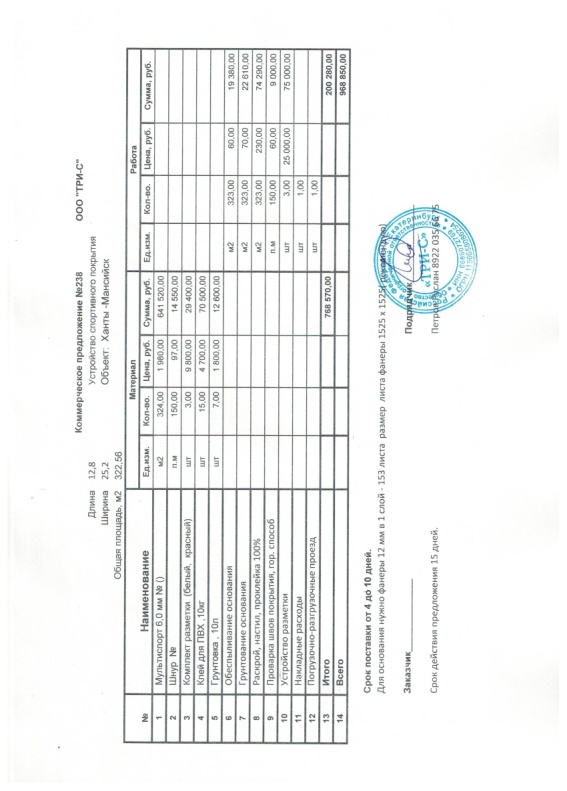 Коммерческое предложение №238 ООО "ТРИ-С"
Длина 12,8 Устройство спортивного покрытия
Ширина 25,2 Объект: Ханты -Мансийск
Общая площадь, м2 322,56
№ Наименование Материал Работа
Ед.изм. Кол-во. Цена, руб. Сумма, руб. Ед.изм. Кол-во. Цена, руб. Сумма, руб.
1 Мультиспорт 6,0 мм № () м2 324,00 1 980,00 641 520,00
2 Шнур № п.м 150,00 97,00 14 550,00
3 Комплект разметки (белый, красный) шт 3,00 9 800,00 29 400,00
4 Клей для ПВХ , 10кг шт 15,00 4 700,00 70 500,00
5 Грунтовка , 10л шт 7,00 1 800,00 12 600,00
6 Обеспыливание основания м2 323,00 60,00 19 380,00
7 Грунтование основания м2 323,00 70,00 22 610,00
8 Раскрой, настил, проклейка 100% м2 323,00 230,00 74 290,00
9 Проварка швов покрытия, гор. способ п.м 150,00 60,00 9 000,00
10 Устройство разметки шт 3,00 25 000,00 75 000,00
11 Накладные расходы шт 1,00
12 Погрузочно-разгрузочные проезд шт 1,00
13 Итого 768 570,00 200 280,00
14 Всего 968 850,00
Срок поставки от 4 до 10 дней.
Для основания нужно фанеры 12 мм в 1 слой - 153 листа размер листа фанеры 1525 х 1525
Заказчик Подрядчик
«ТРИ-С»
Срок действия предложения 15 дней. Петров Руслан 8922 035